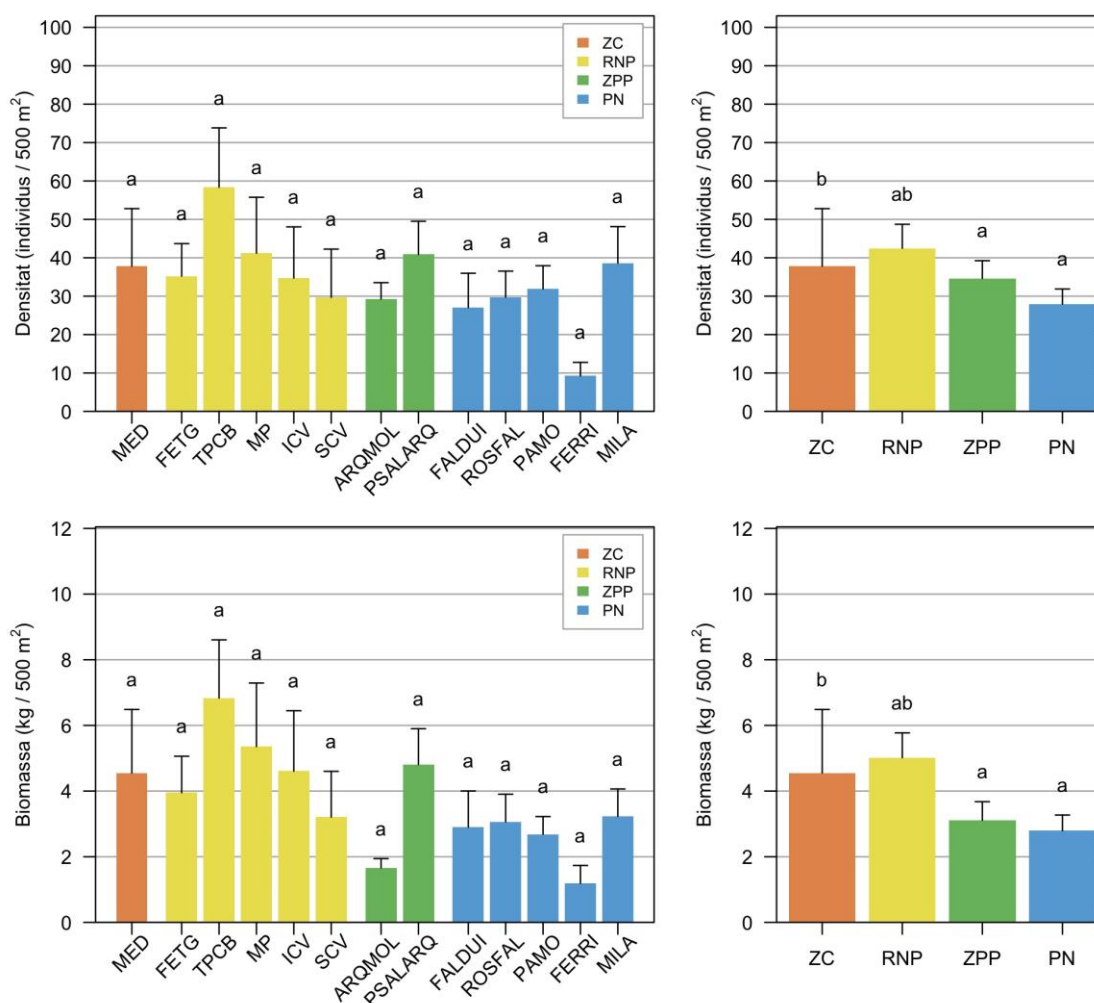 Densitat (individus / 500 m²)
100
90
80
70
60
50
40
30
20
10
0
ZC
RNP
ZPP
PN
a a a a a a a a a a a a a
MED FETG TPCB MP ICV SCV ARQMOL PSALARQ FALDUI ROSFAL PAMO FERRI MILA
Densitat (individus / 500 m²)
100
90
80
70
60
50
40
30
20
10
0
b ab a a
ZC RNP ZPP PN
Biomassa (kg / 500 m²)
12
10
8
6
4
2
0
ZC
RNP
ZPP
PN
a a a a a a a a a a a a a
MED FETG TPCB MP ICV SCV ARQMOL PSALARQ FALDUI ROSFAL PAMO FERRI MILA
Biomassa (kg / 500 m²)
12
10
8
6
4
2
0
b ab a a
ZC RNP ZPP PN